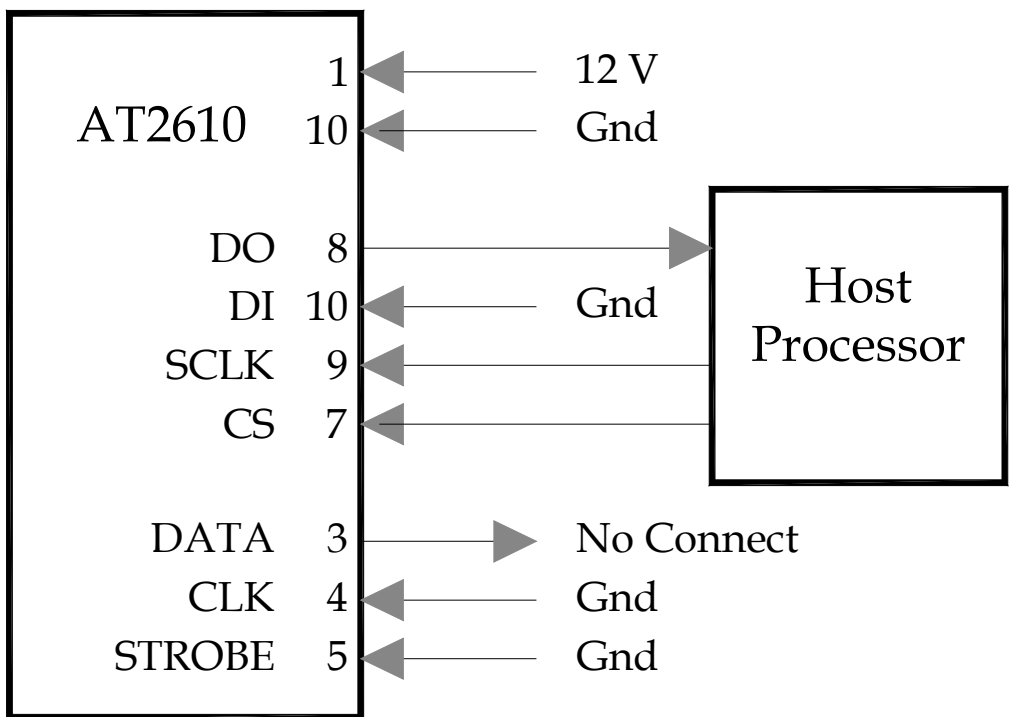 1 12 V
AT2610 10 Gnd
DO 8
DI 10 Gnd
SCLK 9
CS 7
Host
Processor
DATA 3 No Connect
CLK 4 Gnd
STROBE 5 Gnd